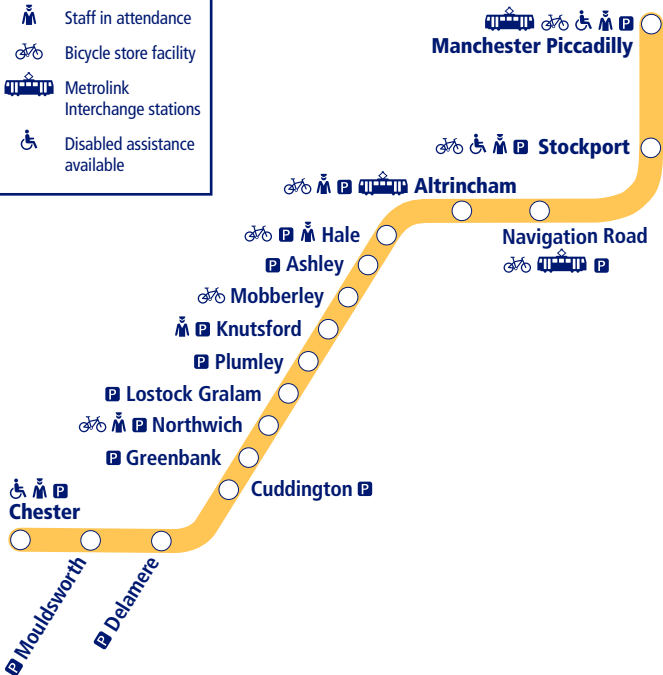 Staff in attendance
Bicycle store facility
Metrolink
Interchange stations
Disabled assistance
available
P
Manchester Piccadilly
P Stockport
P Altrincham
Navigation Road
P
P Hale
P Ashley
Mobberley
P Knutsford
P Plumley
P Lostock Gralam
P Northwich
P Greenbank
Cuddington P
P
Chester
P Mouldsworth
P Delamere